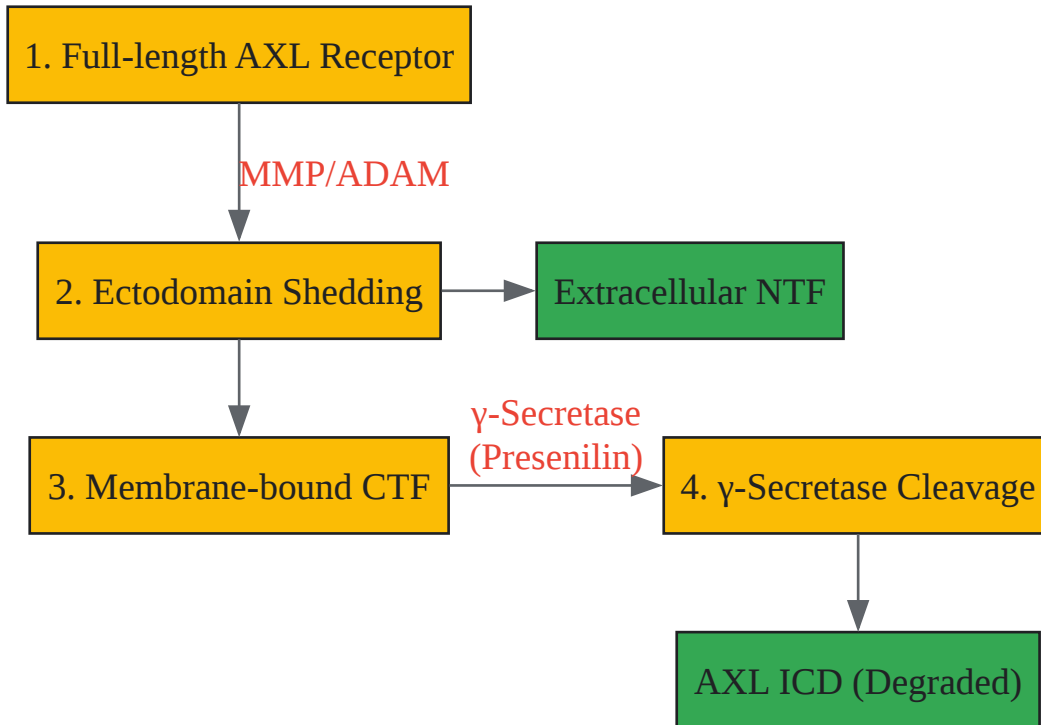 1. Full-length AXL Receptor
MMP/ADAM
2. Ectodomain Shedding
Extracellular NTF
γ-Secretase
(Presenilin)
3. Membrane-bound CTF
4. γ-Secretase Cleavage
AXL ICD (Degraded)